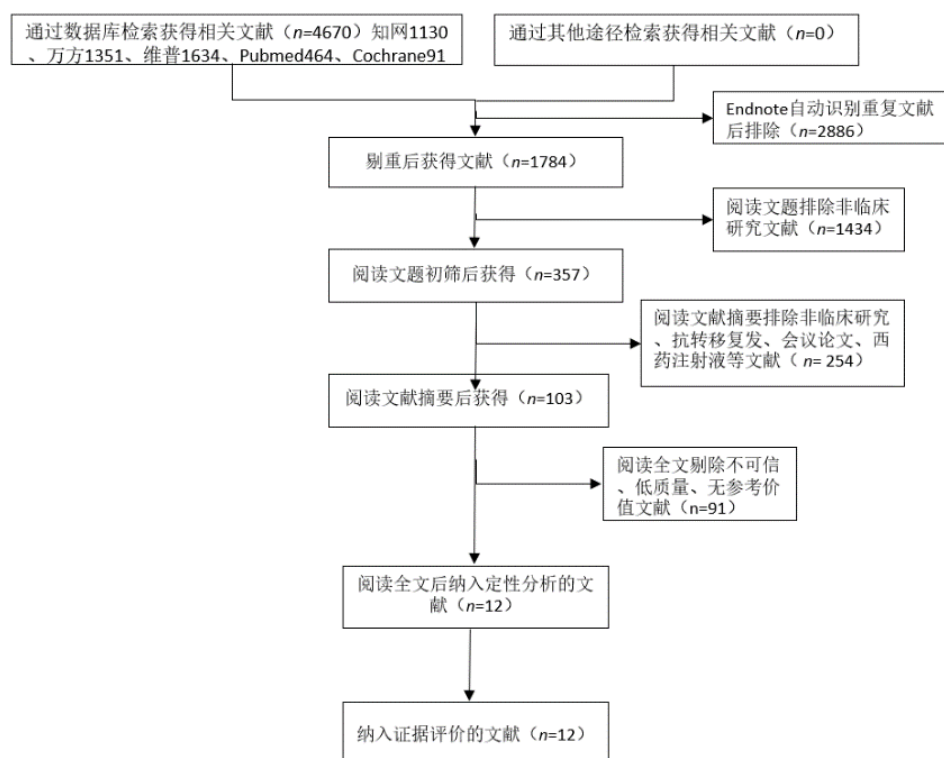 通过数据库检索获得相关文献（n=4670）知网1130
、万方1351、维普1634、Pubmed464、Cochrane91
通过其他途径检索获得相关文献（n=0）
Endnote自动识别重复文献
后排除（n=2886）
剔重后获得文献（n=1784）
阅读文题排除非临床
研究文献（n=1434）
阅读文题初筛后获得（n=357）
阅读文献摘要排除非临床研究
、抗转移复发、会议论文、西
药注射液等文献（n= 254）
阅读文献摘要后获得（n=103）
阅读全文剔除不可信
、低质量、无参考价
值文献（n=91）
阅读全文后纳入定性分析的文
献（n=12）
纳入证据评价的文献（n=12）